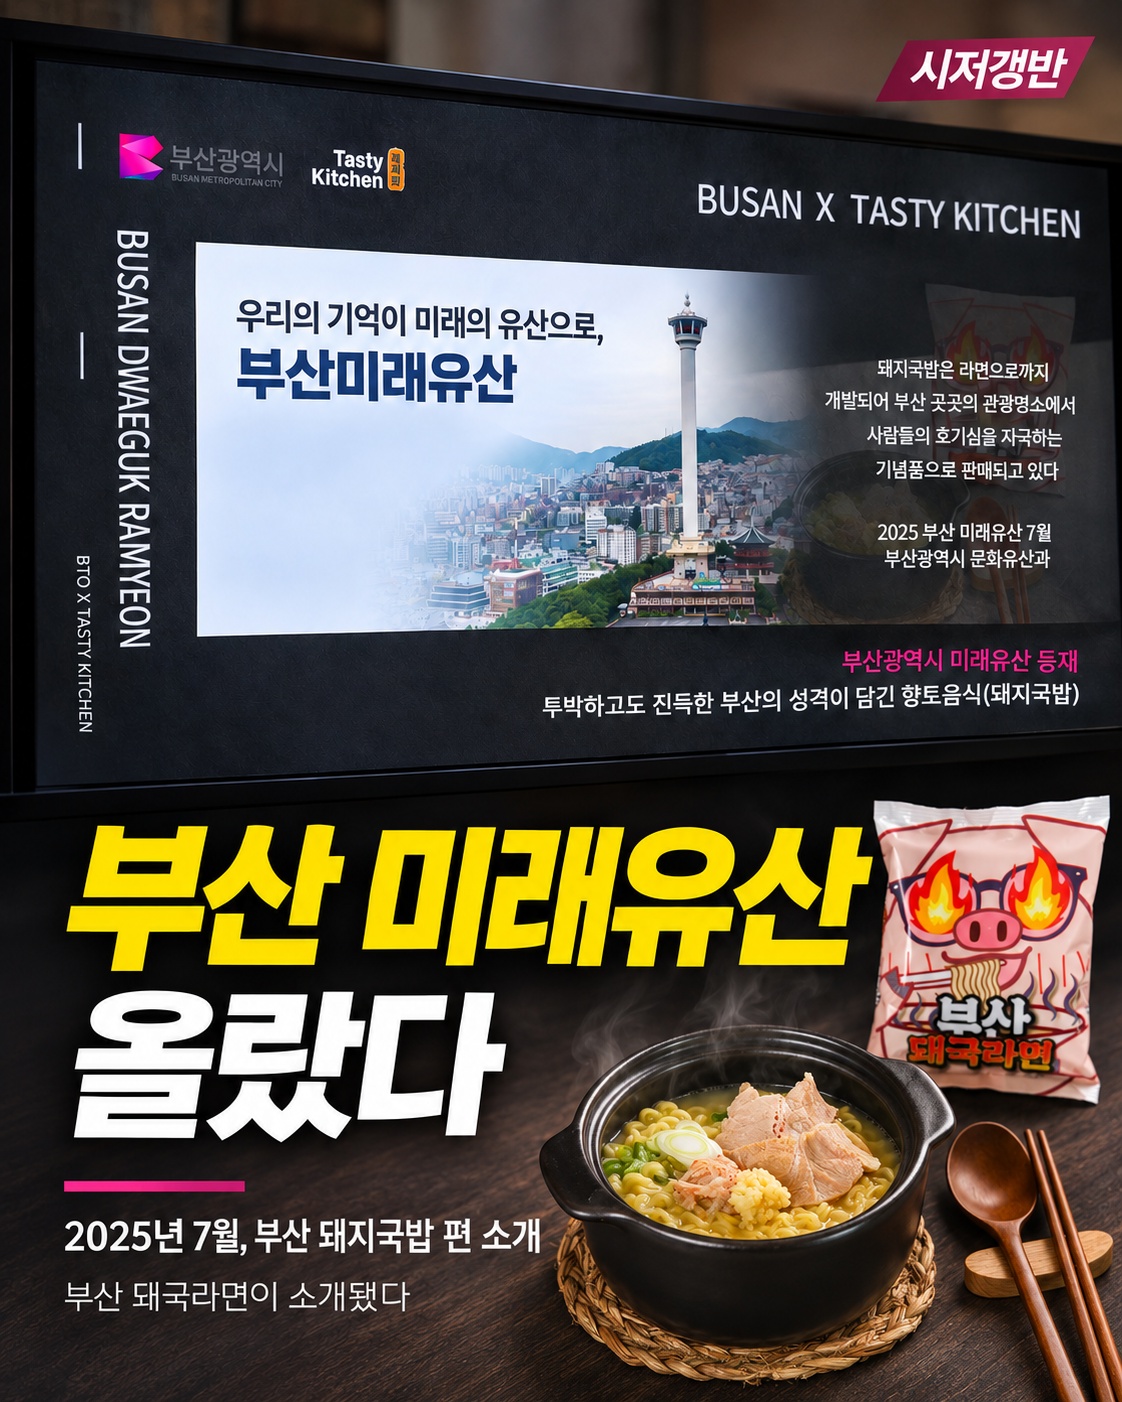 시저갱반
부산광역시
BUSAN METROPOLITAN CITY
Tasty
Kitchen
BUSAN X TASTY KITCHEN
BUSAN DWAEGUK RAMYEON
BTO X TASTY KITCHEN
우리의 기억이 미래의 유산으로,
부산미래유산
돼지국밥은 라면으로까지
개발되어 부산 곳곳의 관광명소에서
사람들의 호기심을 자국하는
기념품으로 판매되고 있다
2025 부산 미래유산 7월
부산광역시 문화유산과
부산광역시 미래유산 등재
투박하고도 진득한 부산의 성격이 담긴 향토음식(돼지국밥)
부산 미래유산
올랐다
부산
돼국라면
2025년 7월, 부산 돼지국밥 편 소개
부산 돼국라면이 소개됐다